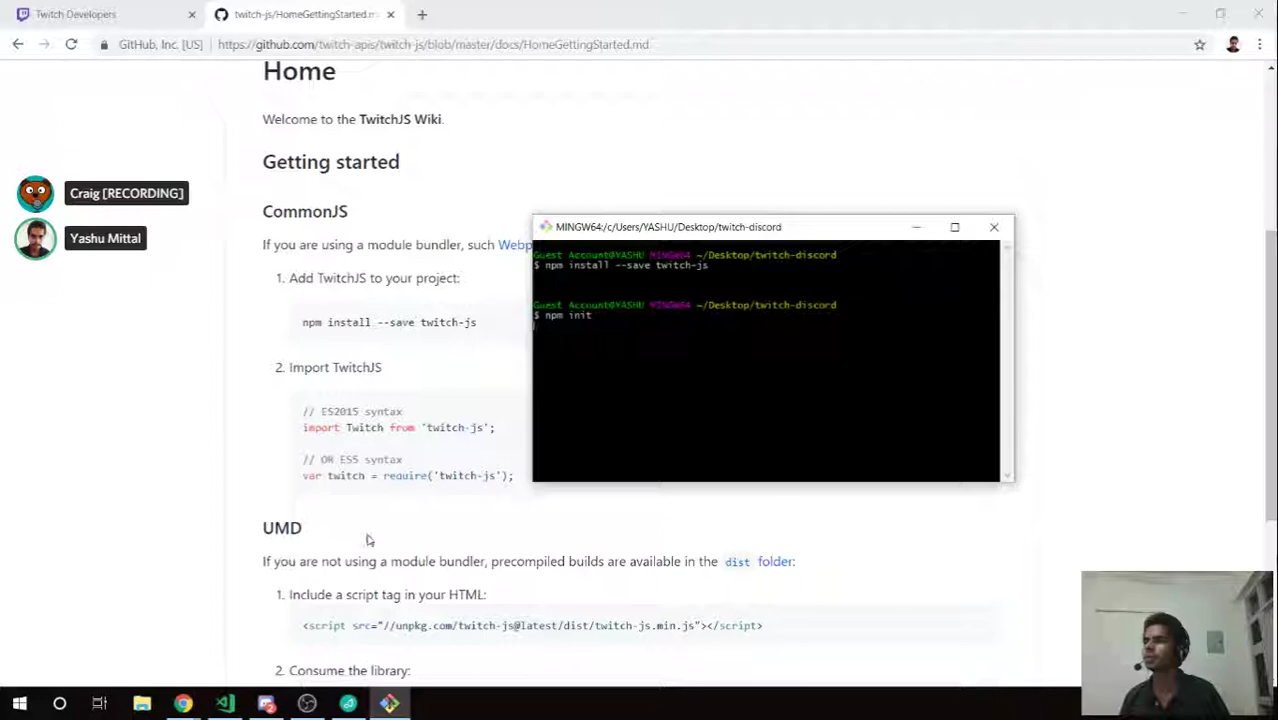 Twitch Developers
twitch-js/HomeGettingStarted.m
GitHub, Inc. [US]
https://github.com/twitch-apis/twitch-js/blob/master/docs/HomeGettingStarted.md
Home
Welcome to the TwitchJS Wiki.
Getting started
Craig [RECORDING]
Yashu Mittal
CommonJS
If you are using a module bundler, such Webp
1. Add TwitchJS to your project:
npm install --save twitch-js
2. Import TwitchJS
// ES2015 syntax
import Twitch from 'twitch-js';
// OR ES5 syntax
var twitch = require('twitch-js');
MINGW64:/c/Users/YASHU/Desktop/twitch-discord
Guest Account@YASHU MINGW64 ~/Desktop/twitch-discord
$ npm install --save twitch-js
Guest Account@YASHU MINGW64 ~/Desktop/twitch-discord
$ npm init
UMD
If you are not using a module bundler, precompiled builds are available in the dist folder:
1. Include a script tag in your HTML:
<script src="//unpkg.com/twitch-js@latest/dist/twitch-js.min.js"></script>
2. Consume the library: